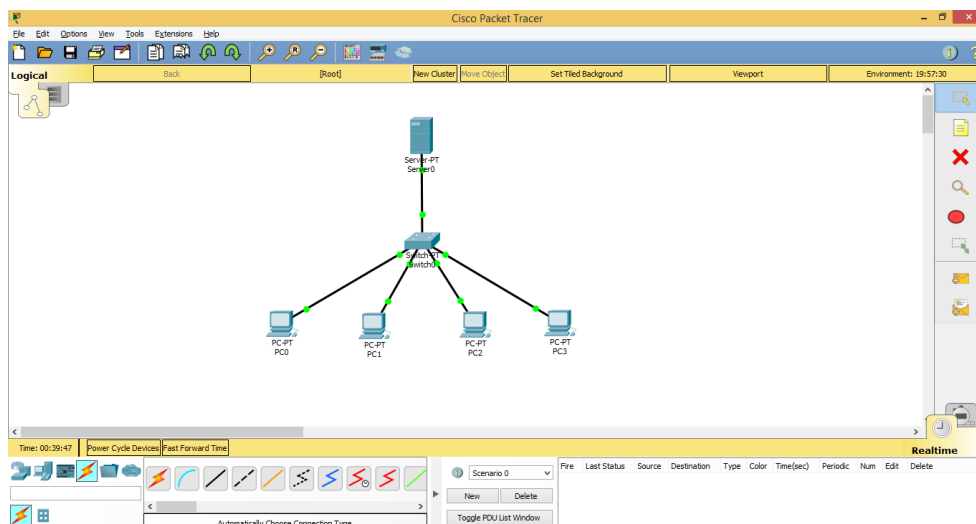 Cisco Packet Tracer
File Edit Options View Tools Extensions Help
Logical Back [Root] New Cluster Move Object Set Tiled Background Viewport Environment: 19:57:30
Server-PT
Server0
Switch-PT
Switch0
PC-PT
PC0
PC-PT
PC1
PC-PT
PC2
PC-PT
PC3
Time: 00:39:47 Power Cycle Devices Fast Forward Time Realtime
Scenario 0 Fire Last Status Source Destination Type Color Time(sec) Periodic Num Edit Delete
New Delete
Toggle PDU List Window
Automatically Choose Connection Type